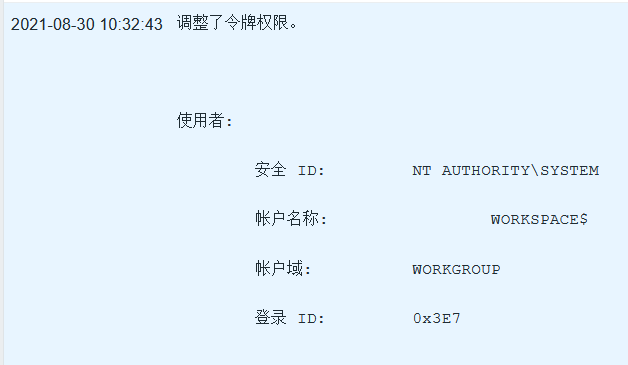 2021-08-30 10:32:43 调整了令牌权限。
使用者:
安全 ID: NT AUTHORITY\SYSTEM
帐户名称: WORKSPACE$
帐户域: WORKGROUP
登录 ID: 0x3E7